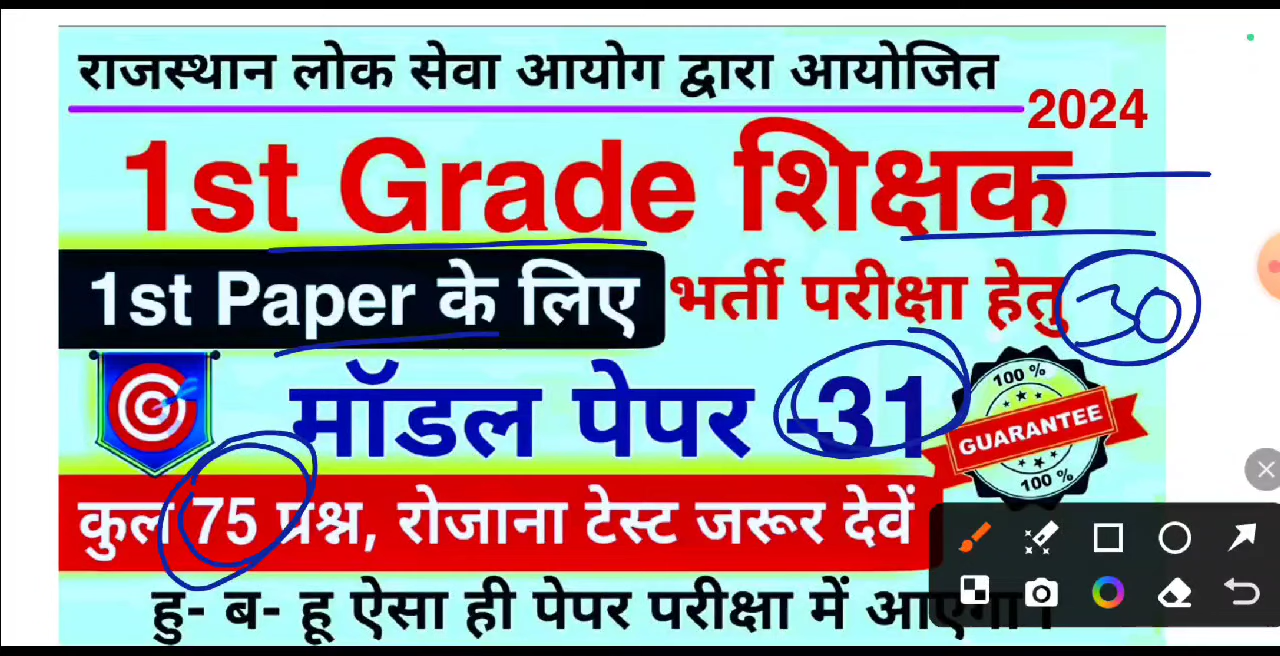 राजस्थान लोक सेवा आयोग द्वारा आयोजित
2024
1st Grade शिक्षक
1st Paper के लिए भर्ती परीक्षा हेतु
30
मॉडल पेपर -31
100 %
GUARANTEE
100 %
कुल 75 प्रश्न, रोजाना टेस्ट जरूर देवें
हु- ब- हू ऐसा ही पेपर परीक्षा में आएगा।